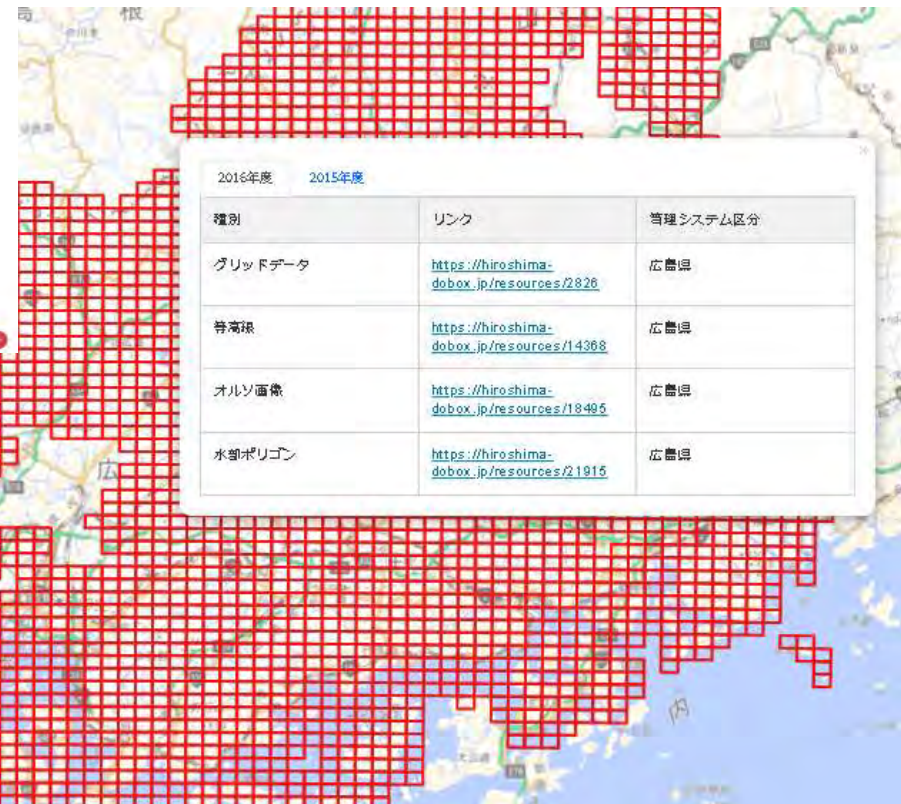 根
2016年度 2015年度
種別 リンク 管理システム区分
グリッドデータ https://hiroshima-
dobox.jp/resources/2826 広島県
等高線 https://hiroshima-
dobox.jp/resources/14368 広島県
オルソ画像 https://hiroshima-
dobox.jp/resources/18495 広島県
水部ポリゴン https://hiroshima-
dobox.jp/resources/21915 広島県
広
内